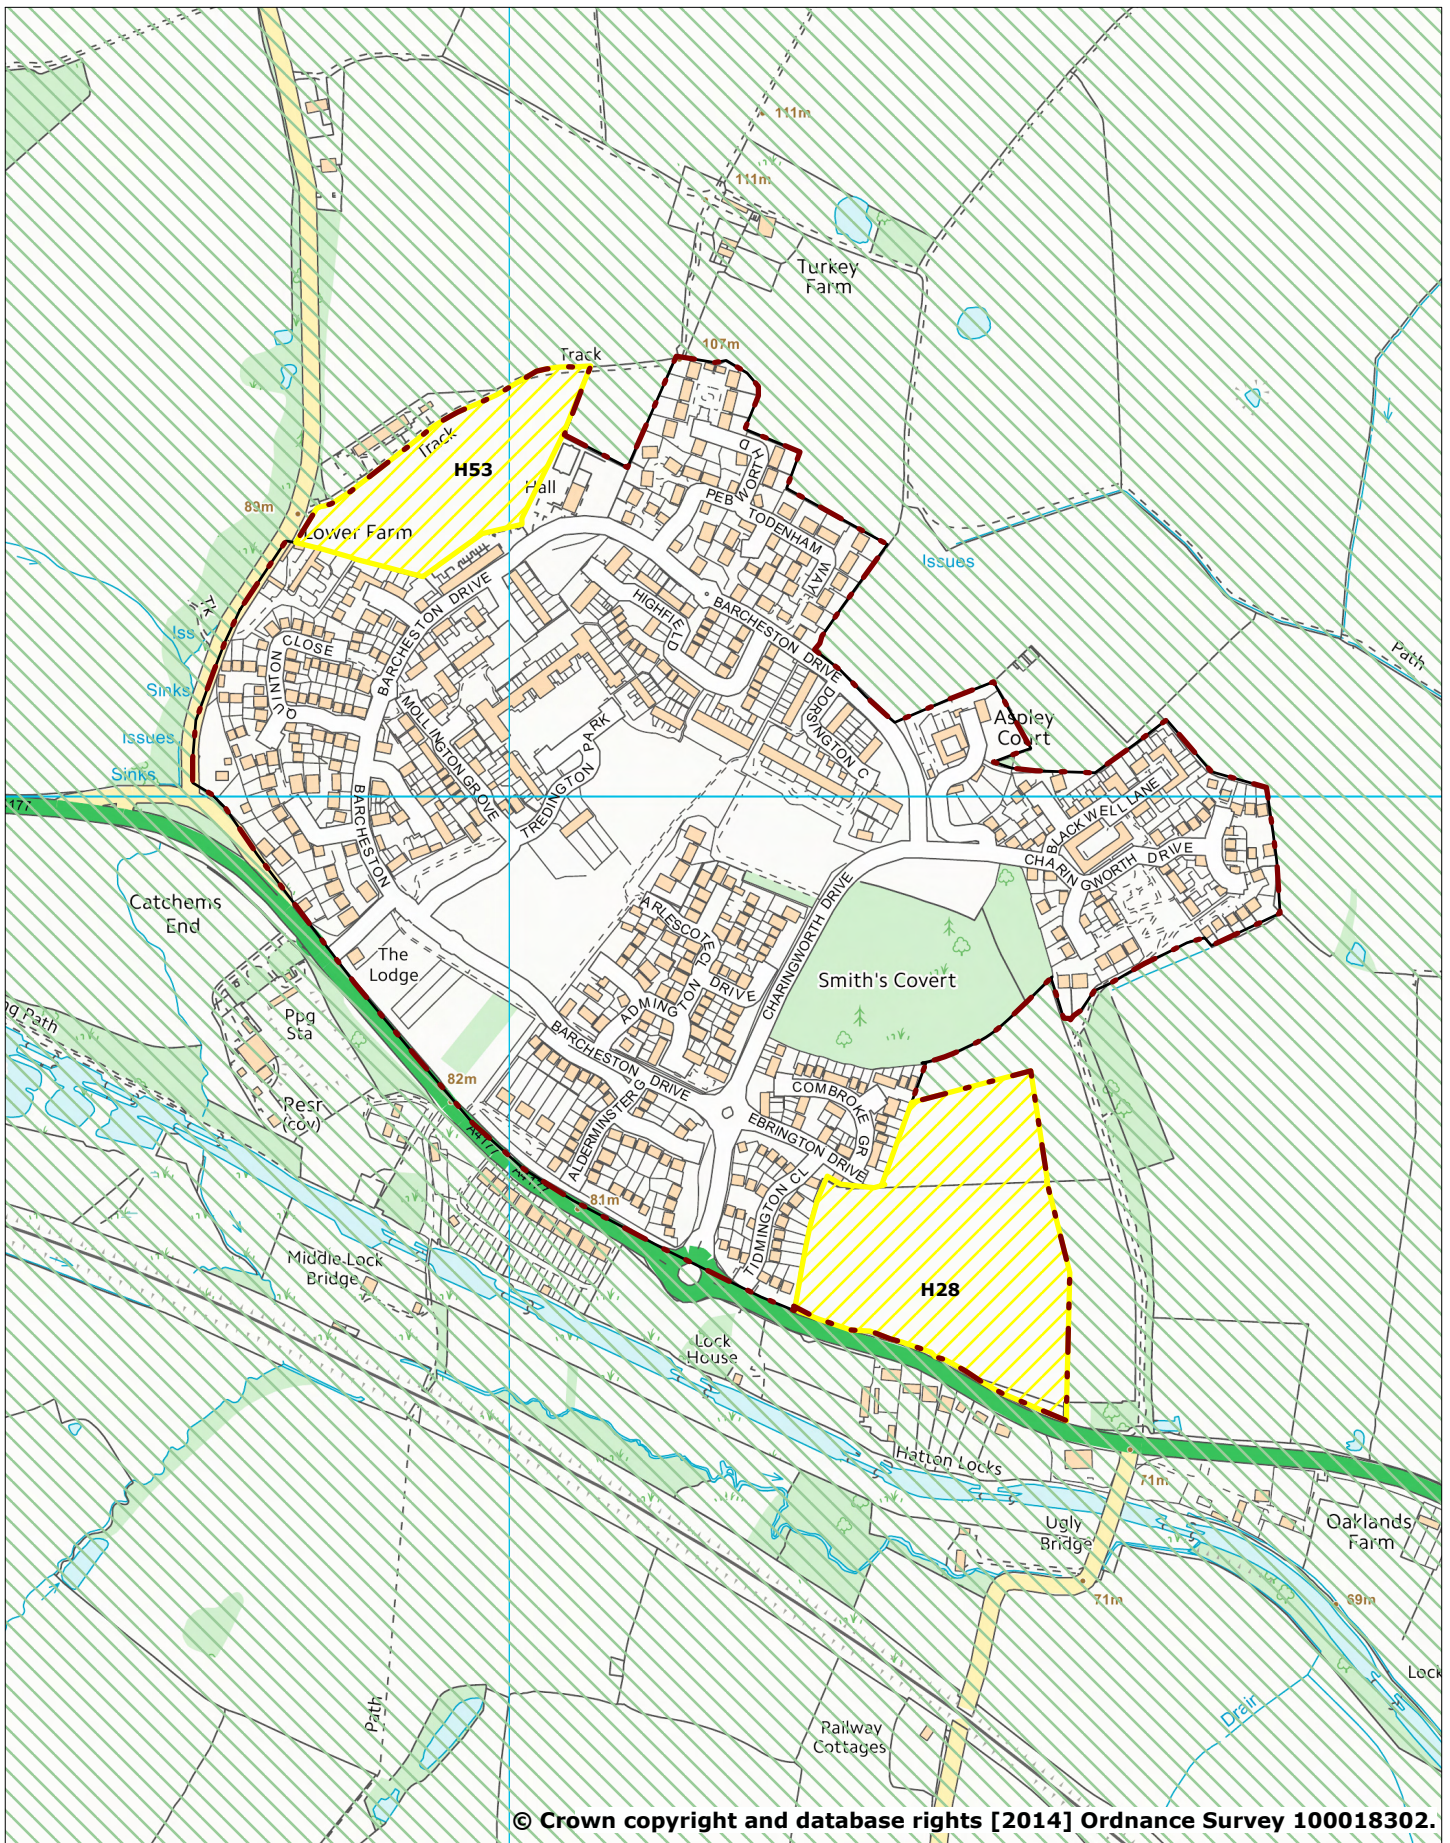 111m
111m
Turkey
Farm
Track
107m
Track
H53
Hall
89m
Lower Farm
PEBWORTH
D
TODENHAM
WAY
Issues
BARCHESTON DRIVE
HIGHFIELD
BARCHESTON DRIVE
Tk
Iss
QUINTON
CLOSE
Path
Sinks
MOLLINGTON GROVE
TREDINGTON PARK
DORSINGTON C
Aspley
Court
Issues
Sinks
BARCHESTON
BLACKWELL LANE
CHARINGWORTH DRIVE
Catchems
End
ARLESCOTE CL
CHARINGWORTH DRIVE
The
Lodge
ADMINGTON DRIVE
Smith's Covert
ng Path
Ppg
Sta
BARCHESTON DRIVE
82m
Resr
(cov)
COMBROKE GR
ALDERMINSTER G
EBRINGTON DRIVE
A4177
A4177
TIDMINGTON CL
81m
Middle Lock
Bridge
H28
Lock
House
Hatton Locks
71m
Ugly
Bridge
Oaklands
Farm
71m
69m
Lock
Path
Drain
Railway
Cottages
© Crown copyright and database rights [2014] Ordnance Survey 100018302.